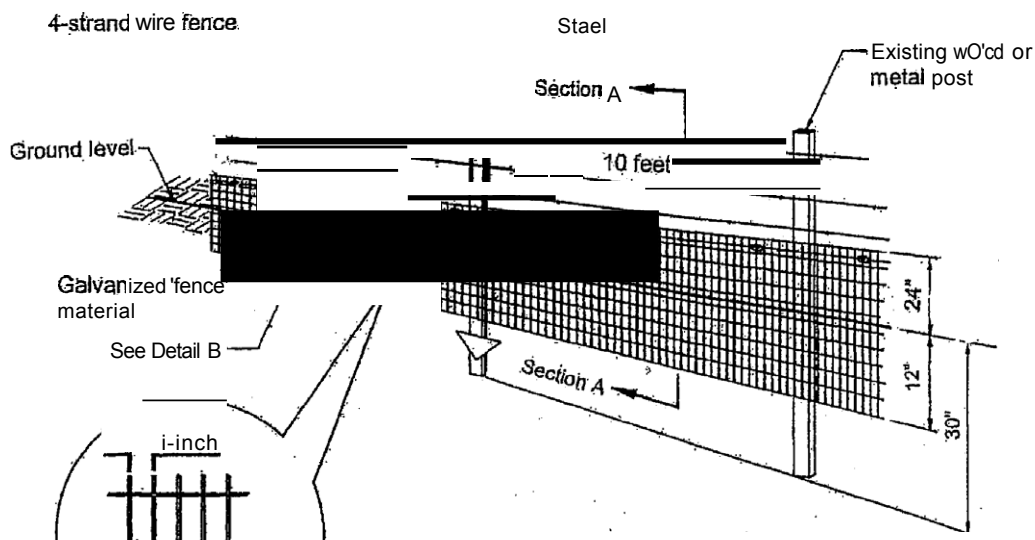 4-strand wire fence
Stael
Existing wO'cd or
metal post
Section A
Ground level
10 feet
Galvanized 'fence
material
24"
See Detail B
Section A
12"
30"
i-inch